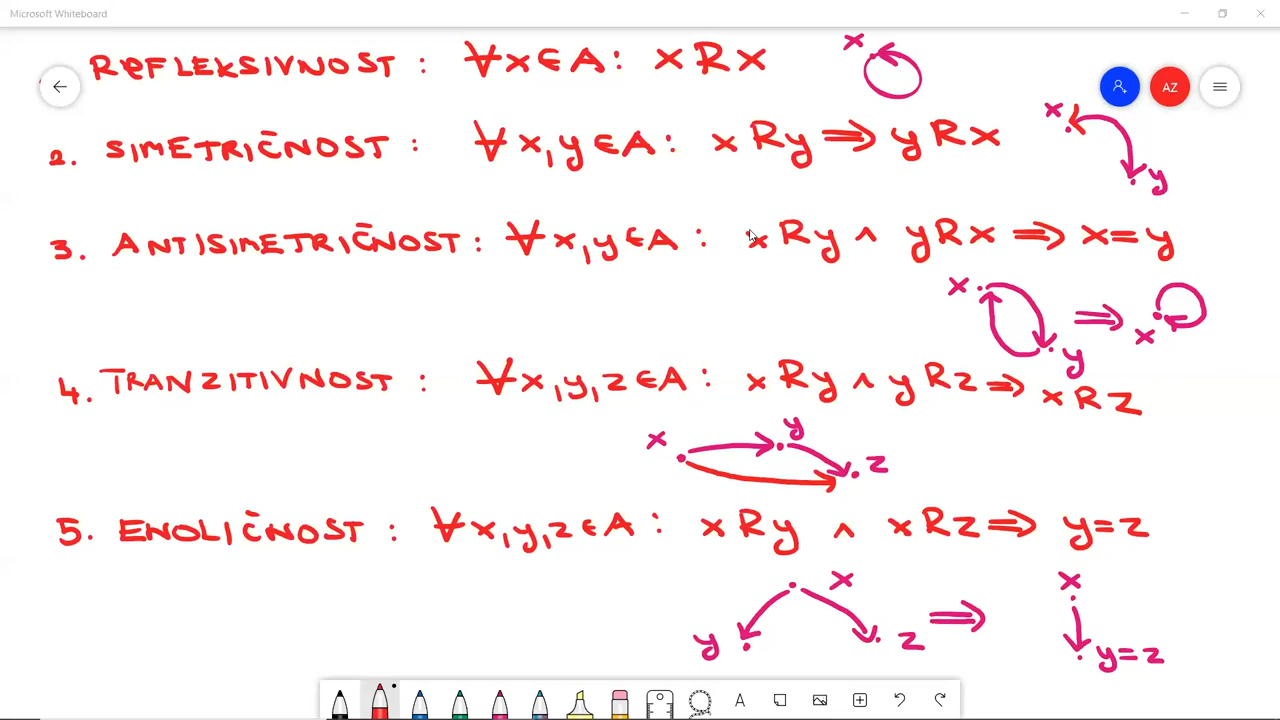 Microsoft Whiteboard
REFLEKSIVNOST : ∀x∈A: xRx
x
AZ
2. SIMETRIČNOST : ∀x,y∈A: xRy ⇒ yRx
x
y
3. ANTISIMETRIČNOST : ∀x,y∈A : xRy ∧ yRx ⇒ x=y
x
y
⇒
x
4. TRANZITIVNOST : ∀x,y,z∈A : xRy ∧ yRz ⇒ xRz
x
y
z
5. ENOLIČNOST : ∀x,y,z∈A : xRy ∧ xRz ⇒ y=z
x
y
z
⇒
x
y=z
A